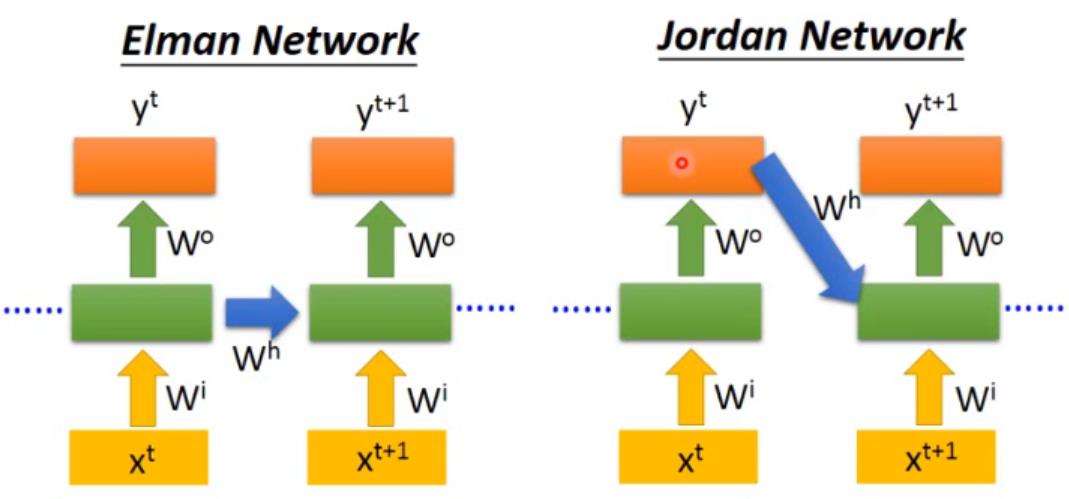 Elman Network
y^t
y^{t+1}
W^o
W^o
W^h
W^i
W^i
x^t
x^{t+1}
Jordan Network
y^t
y^{t+1}
W^h
W^o
W^o
W^i
W^i
x^t
x^{t+1}